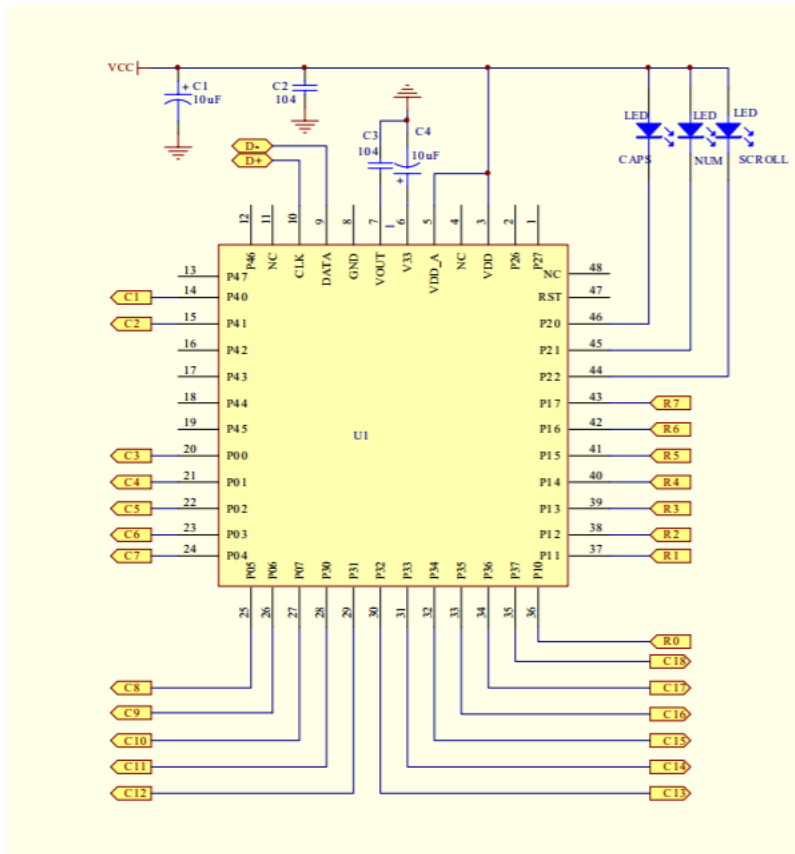 VCC
C1
10uF
C2
104
C3
104
C4
10uF
D-
D+
LED
LED
LED
CAPS
NUM
SCROLL
12
11
10
9
8
7
6
5
4
3
2
1
P46
NC
CLK
DATA
GND
VOUT
V33
VDD_A
NC
VDD
P26
P27
13 P47
C1 14 P40
C2 15 P41
16 P42
17 P43
18 P44
19 P45
C3 20 P00
C4 21 P01
C5 22 P02
C6 23 P03
C7 24 P04
U1
NC 48
RST 47
P20 46
P21 45
P22 44
P17 43 R7
P16 42 R6
P15 41 R5
P14 40 R4
P13 39 R3
P12 38 R2
P11 37 R1
P05
P06
P07
P30
P31
P32
P33
P34
P35
P36
P37
P10
25
26
27
28
29
30
31
32
33
34
35
36
R0
C18
C8
C17
C9
C16
C10
C15
C11
C14
C12
C13